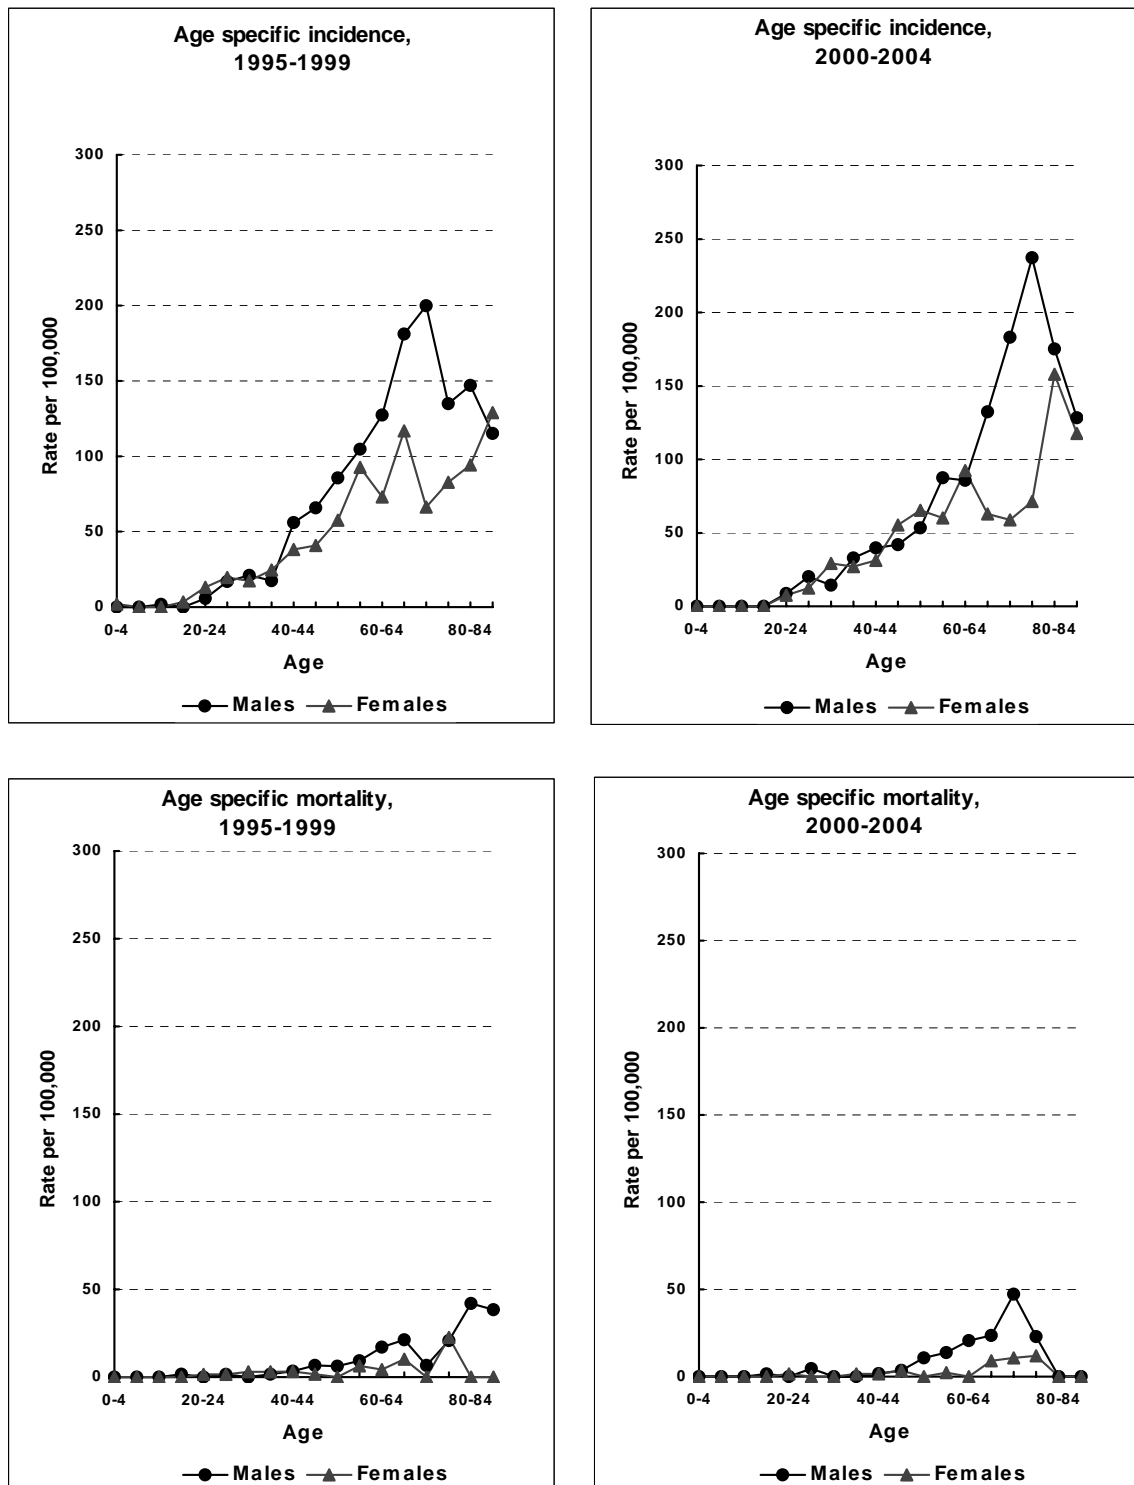 Age specific incidence,
1995-1999
300
250
200
150
100
50
0
Rate per 100,000
0-4
20-24
40-44
60-64
80-84
Age
Males
Females
Age specific incidence,
2000-2004
300
250
200
150
100
50
0
Rate per 100,000
0-4
20-24
40-44
60-64
80-84
Age
Males
Females
Age specific mortality,
1995-1999
300
250
200
150
100
50
0
Rate per 100,000
0-4
20-24
40-44
60-64
80-84
Age
Males
Females
Age specific mortality,
2000-2004
300
250
200
150
100
50
0
Rate per 100,000
0-4
20-24
40-44
60-64
80-84
Age
Males
Females